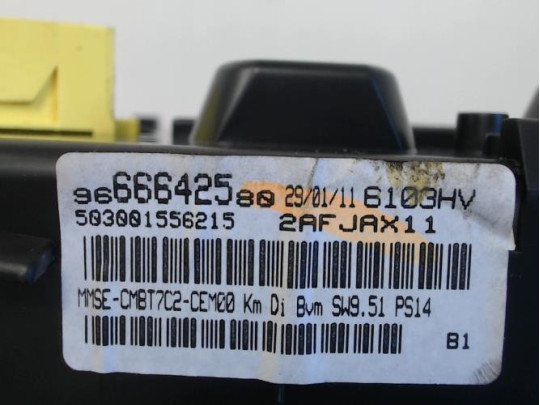 9666642580 29/01/11 6103HV
503001556215 2AFJAX11
MMSE-CMBT7C2-CEM00 Km Di Bvm SW9.51 PS14
B1